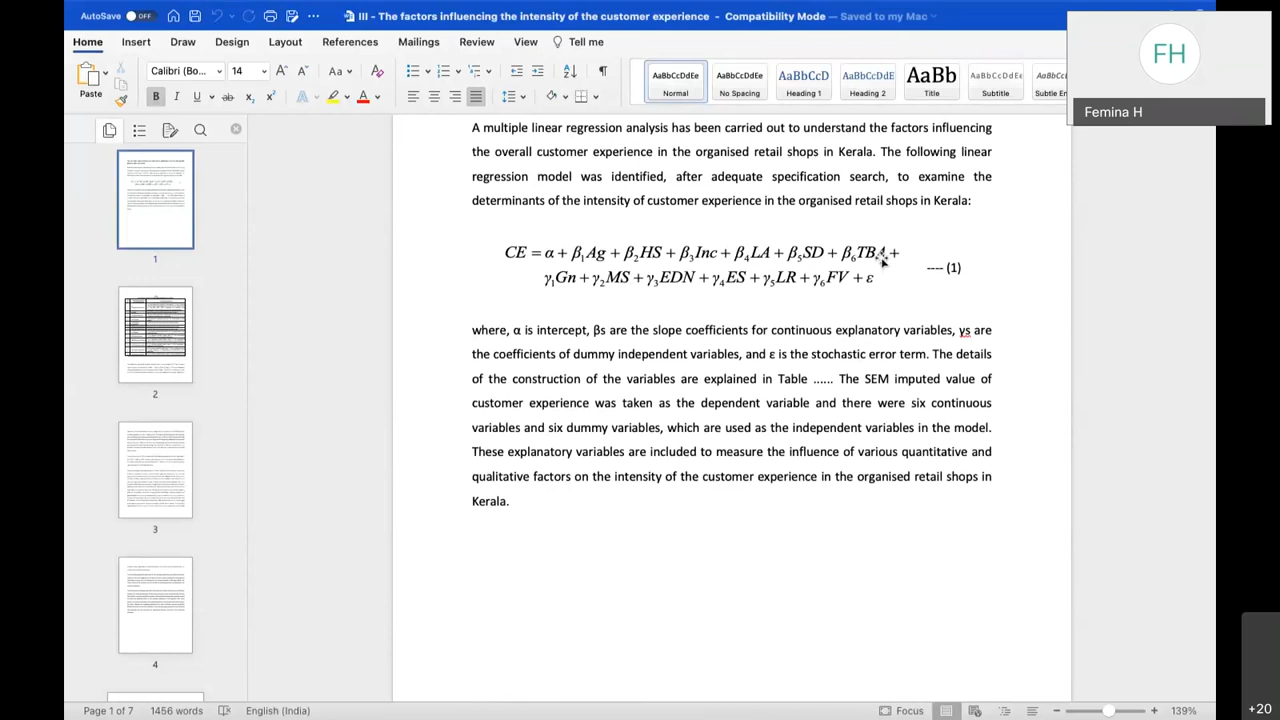 AutoSave OFF
III - The factors influencing the intensity of the customer experience - Compatibility Mode — Saved to my Mac
Home Insert Draw Design Layout References Mailings Review View Tell me
Paste
Calibri (Bo... 14
AaBbCcDdEe AaBbCcDdEe AaBbCcD AaBbCcDdE AaBb AaBbCcDdEe AaBbCcDc
Normal No Spacing Heading 1 Heading 2 Title Subtitle Subtle En
FH
Femina H
A multiple linear regression analysis has been carried out to understand the factors influencing
the overall customer experience in the organised retail shops in Kerala. The following linear
regression model was identified, after adequate specification search, to examine the
determinants of the intensity of customer experience in the organised retail shops in Kerala:
CE = α + β₁Ag + β₂HS + β₃Inc + β₄LA + β₅SD + β₆TBA +
γ₁Gn + γ₂MS + γ₃EDN + γ₄ES + γ₅LR + γ₆FV + ε
---- (1)
where, α is intercept, βs are the slope coefficients for continuous explanatory variables, γs are
the coefficients of dummy independent variables, and ε is the stochastic error term. The details
of the construction of the variables are explained in Table ...... The SEM imputed value of
customer experience was taken as the dependent variable and there were six continuous
variables and six dummy variables, which are used as the independent variables in the model.
These explanatory variables are included to measure the influence of various quantitative and
qualitative factors on the intensity of the customer experience in the organised retail shops in
Kerala.
1
2
3
4
Page 1 of 7 1456 words English (India) Focus 139%
+20